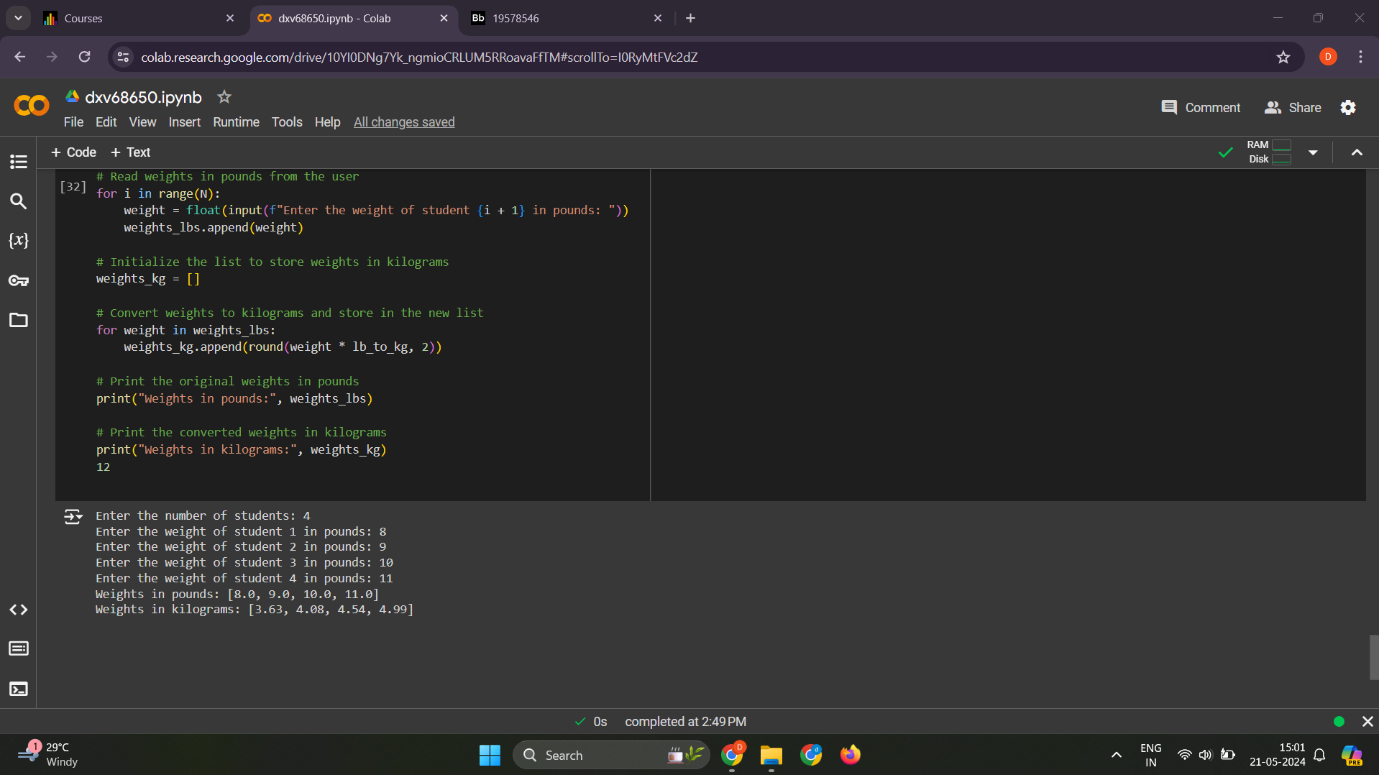 Courses
dxv68650.ipynb - Colab
Bb 19578546
colab.research.google.com/drive/10YI0DNg7Yk_ngmioCRLUM5RRoavaFfTM#scrollTo=I0RyMtFVc2dZ
D
dxv68650.ipynb
Comment
Share
File Edit View Insert Runtime Tools Help All changes saved
+ Code + Text
RAM
Disk
[32]
# Read weights in pounds from the user
for i in range(N):
    weight = float(input(f"Enter the weight of student {i + 1} in pounds: "))
    weights_lbs.append(weight)
# Initialize the list to store weights in kilograms
weights_kg = []
# Convert weights to kilograms and store in the new list
for weight in weights_lbs:
    weights_kg.append(round(weight * lb_to_kg, 2))
# Print the original weights in pounds
print("Weights in pounds:", weights_lbs)
# Print the converted weights in kilograms
print("Weights in kilograms:", weights_kg)
12
{x}
Enter the number of students: 4
Enter the weight of student 1 in pounds: 8
Enter the weight of student 2 in pounds: 9
Enter the weight of student 3 in pounds: 10
Enter the weight of student 4 in pounds: 11
Weights in pounds: [8.0, 9.0, 10.0, 11.0]
Weights in kilograms: [3.63, 4.08, 4.54, 4.99]
0s completed at 2:49 PM
1
29°C
Windy
Search
D
d
ENG
IN
15:01
21-05-2024
PRE